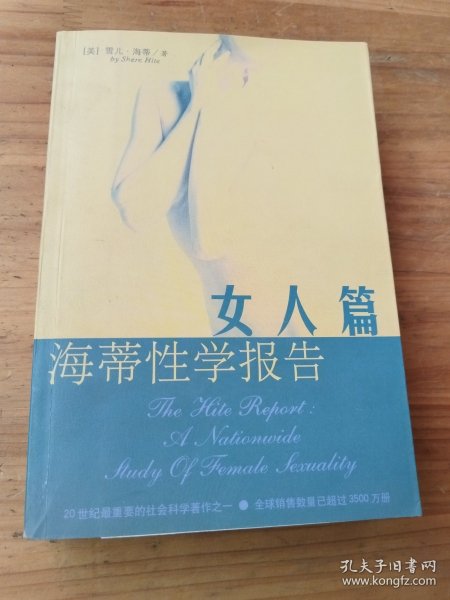 [美] 雪儿·海蒂/著
by Shere Hite
女人篇
海蒂性学报告
The Hite Report:
A Nationwide
Study Of Female Sexuality
20世纪最重要的社会科学著作之一 ● 全球销售数量已超过3500万册
孔夫子旧书网
www.kongfz.com